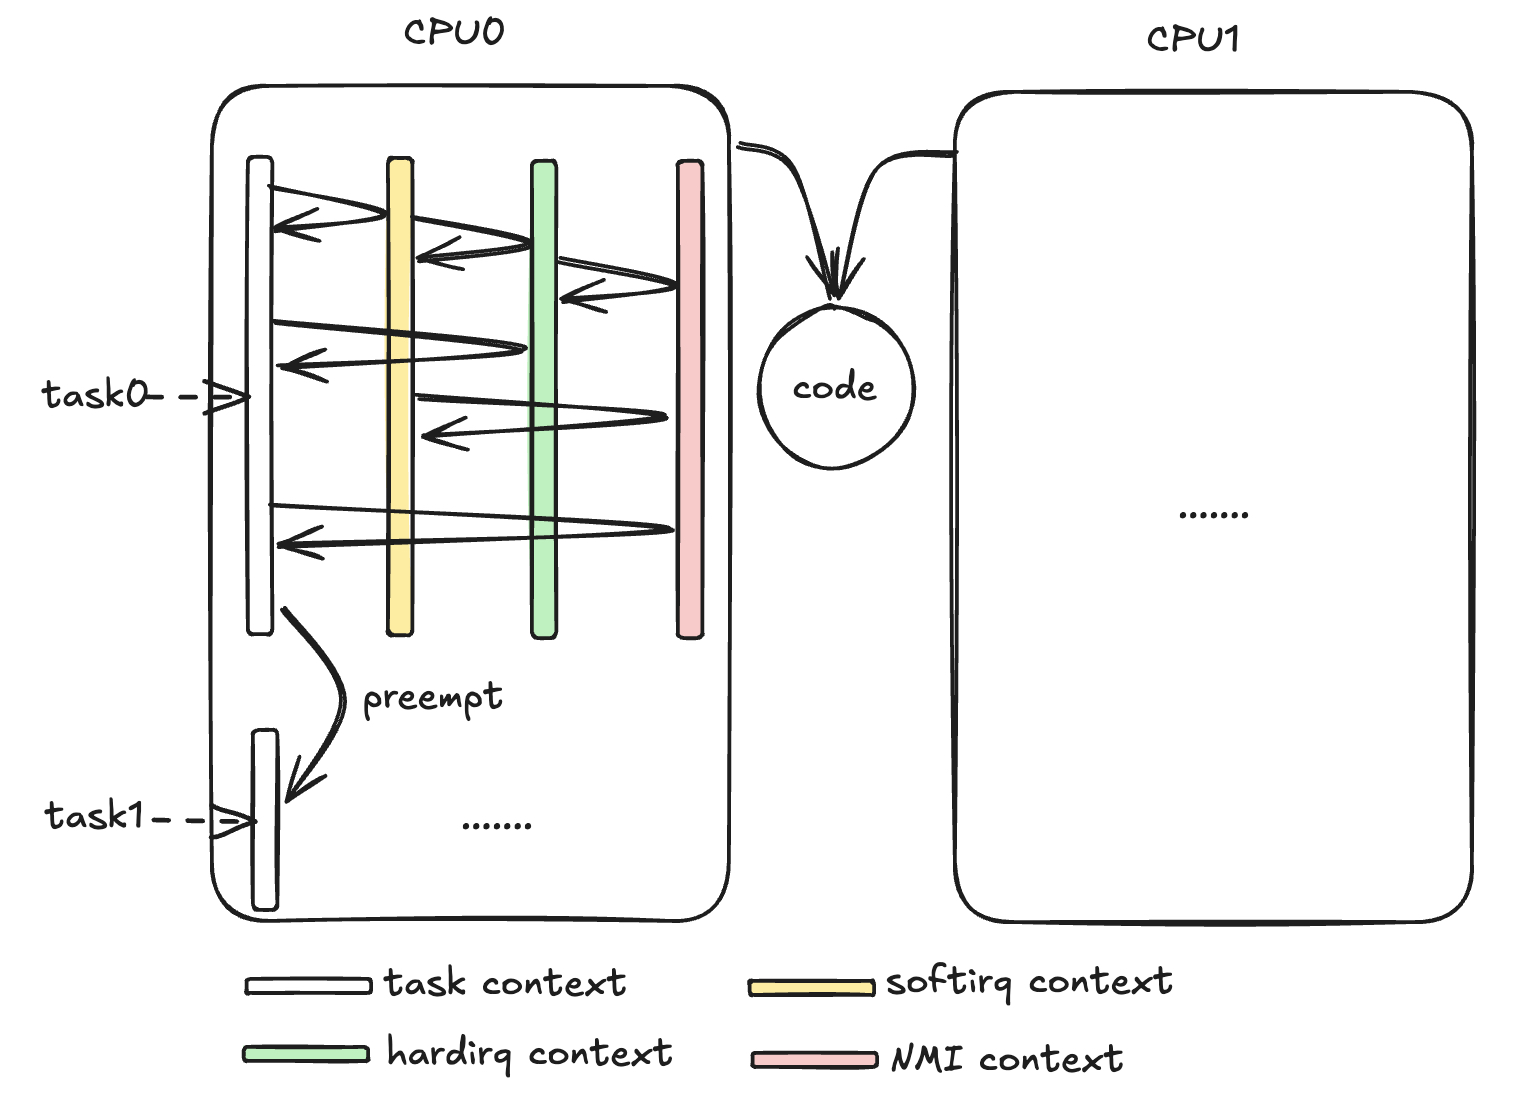 CPU0
CPU1
task0
code
.......
preempt
task1
.......
task context
softirq context
hardirq context
NMI context